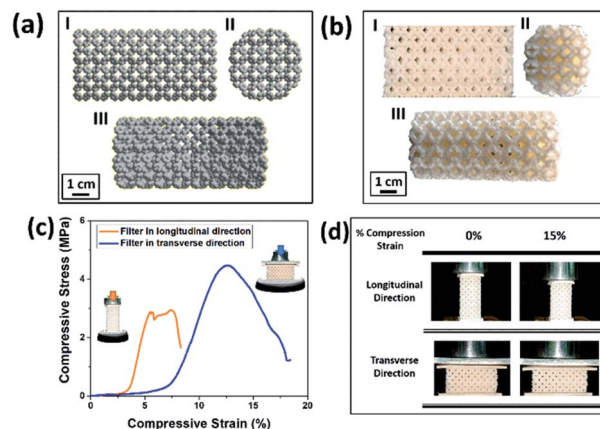 (a)
I
II
III
1 cm
(b)
I
II
III
1 cm
(c)
Compressive Stress (MPa)
6
4
2
0
Filter in longitudinal direction
Filter in transverse direction
0
5
10
15
20
Compressive Strain (%)
(d)
% Compression
Strain
0%
15%
Longitudinal
Direction
Transverse
Direction